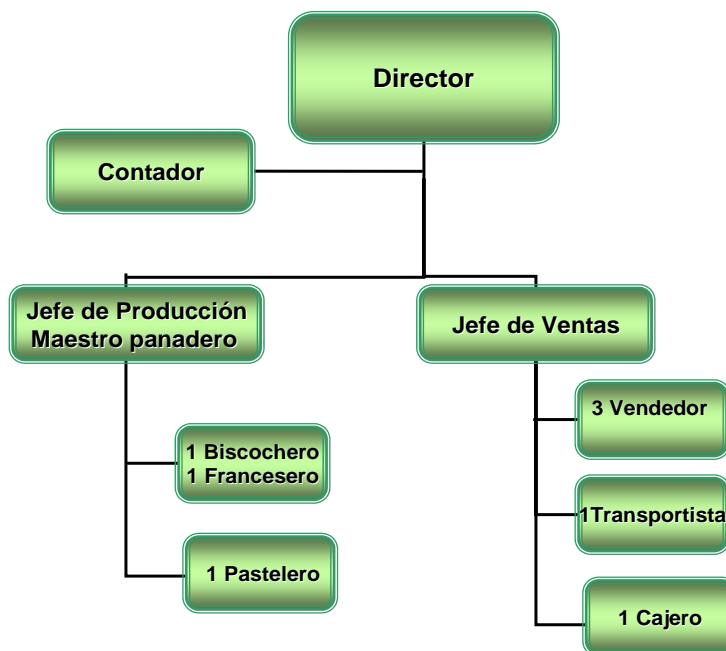 Director
Contador
Jefe de Producción
Maestro panadero
Jefe de Ventas
3 Vendedor
1 Biscochero
1 Francesero
1Transportista
1 Pastelero
1 Cajero